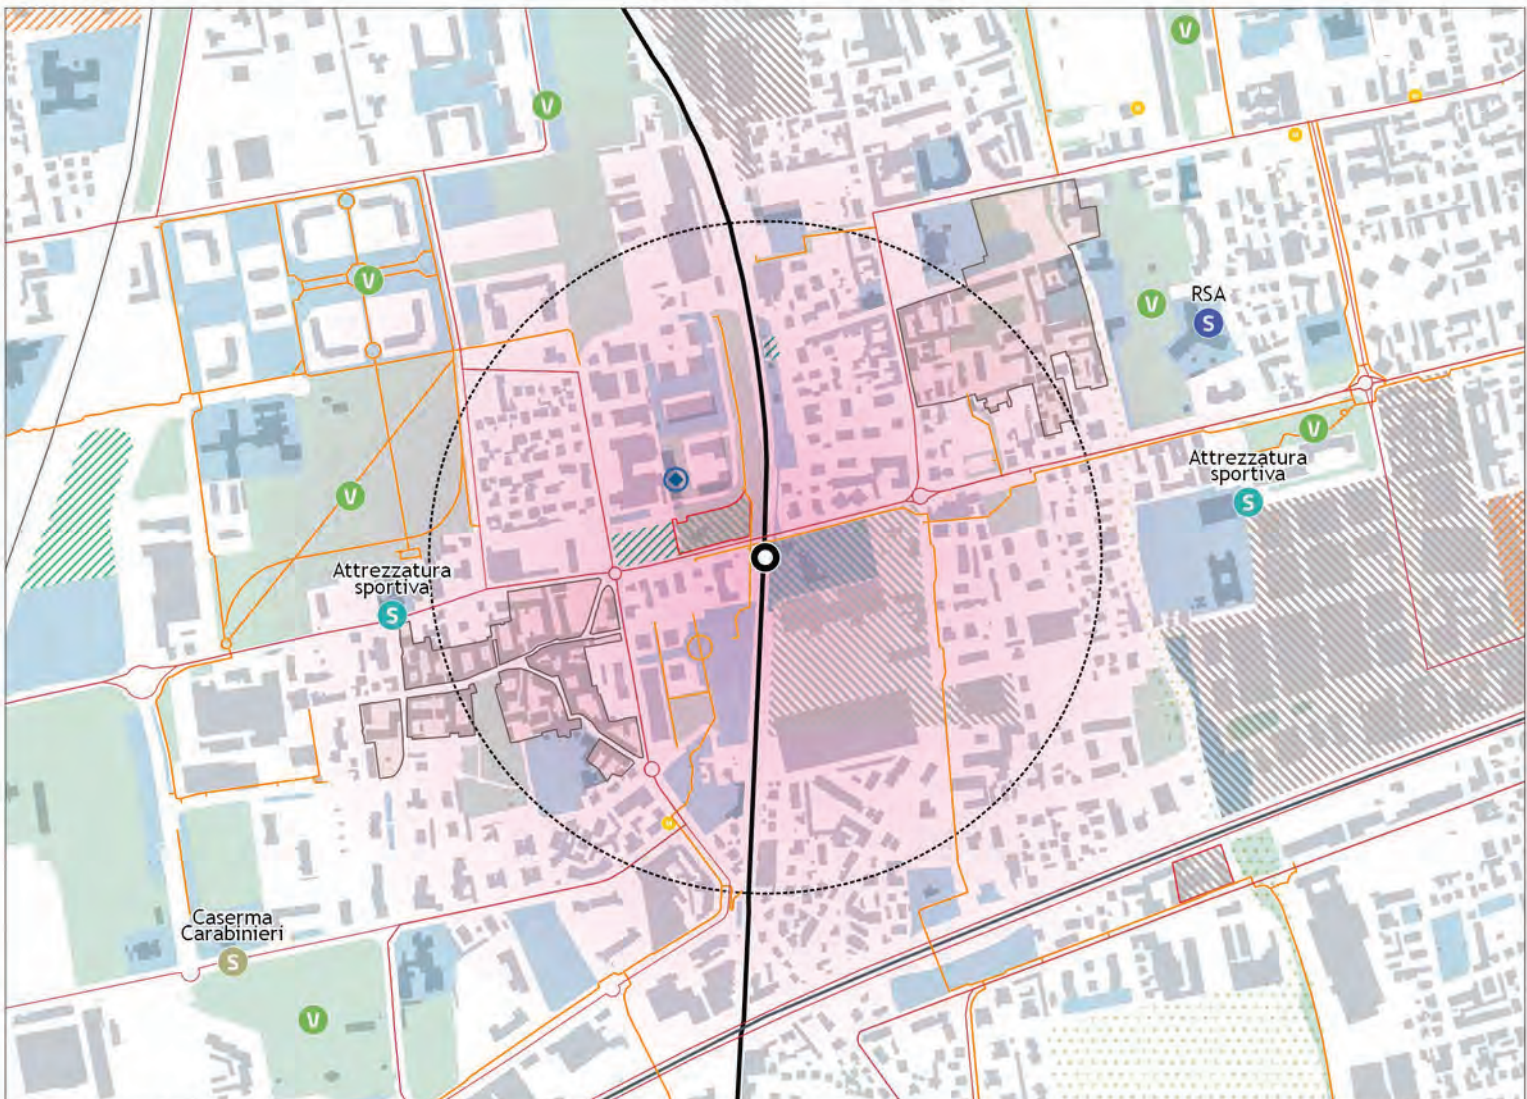 V
V
V
V
RSA
S
V
Attrezzatura
sportiva
S
V
Attrezzatura
sportiva
S
Caserma
Carabinieri
S
V